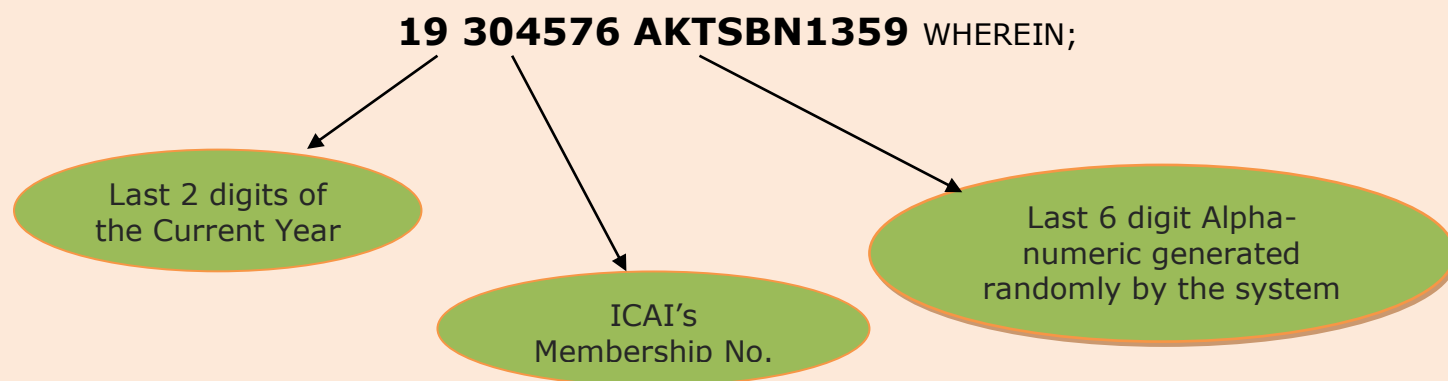 19 304576 AKTSBN1359 WHEREIN;
Last 2 digits of
the Current Year
ICAI's
Membership No.
Last 6 digit Alpha-
numeric generated
randomly by the system